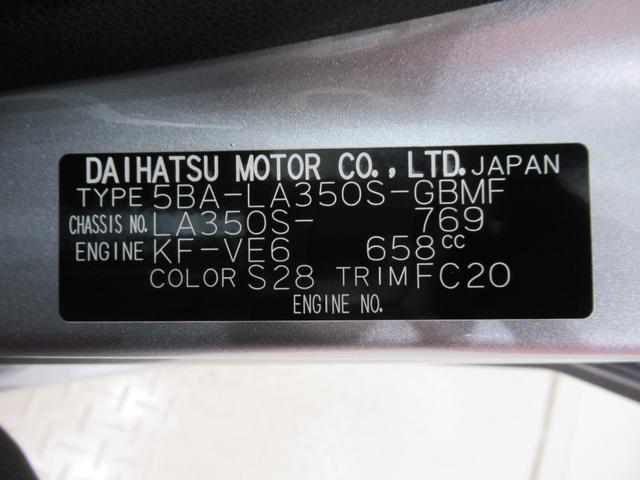 DAIHATSU MOTOR CO., LTD. JAPAN
TYPE 5BA-LA350S-GBMF
CHASSIS NO. LA350S- 769
ENGINE KF-VE6 658cc
COLOR S28 TRIM FC20
ENGINE NO.